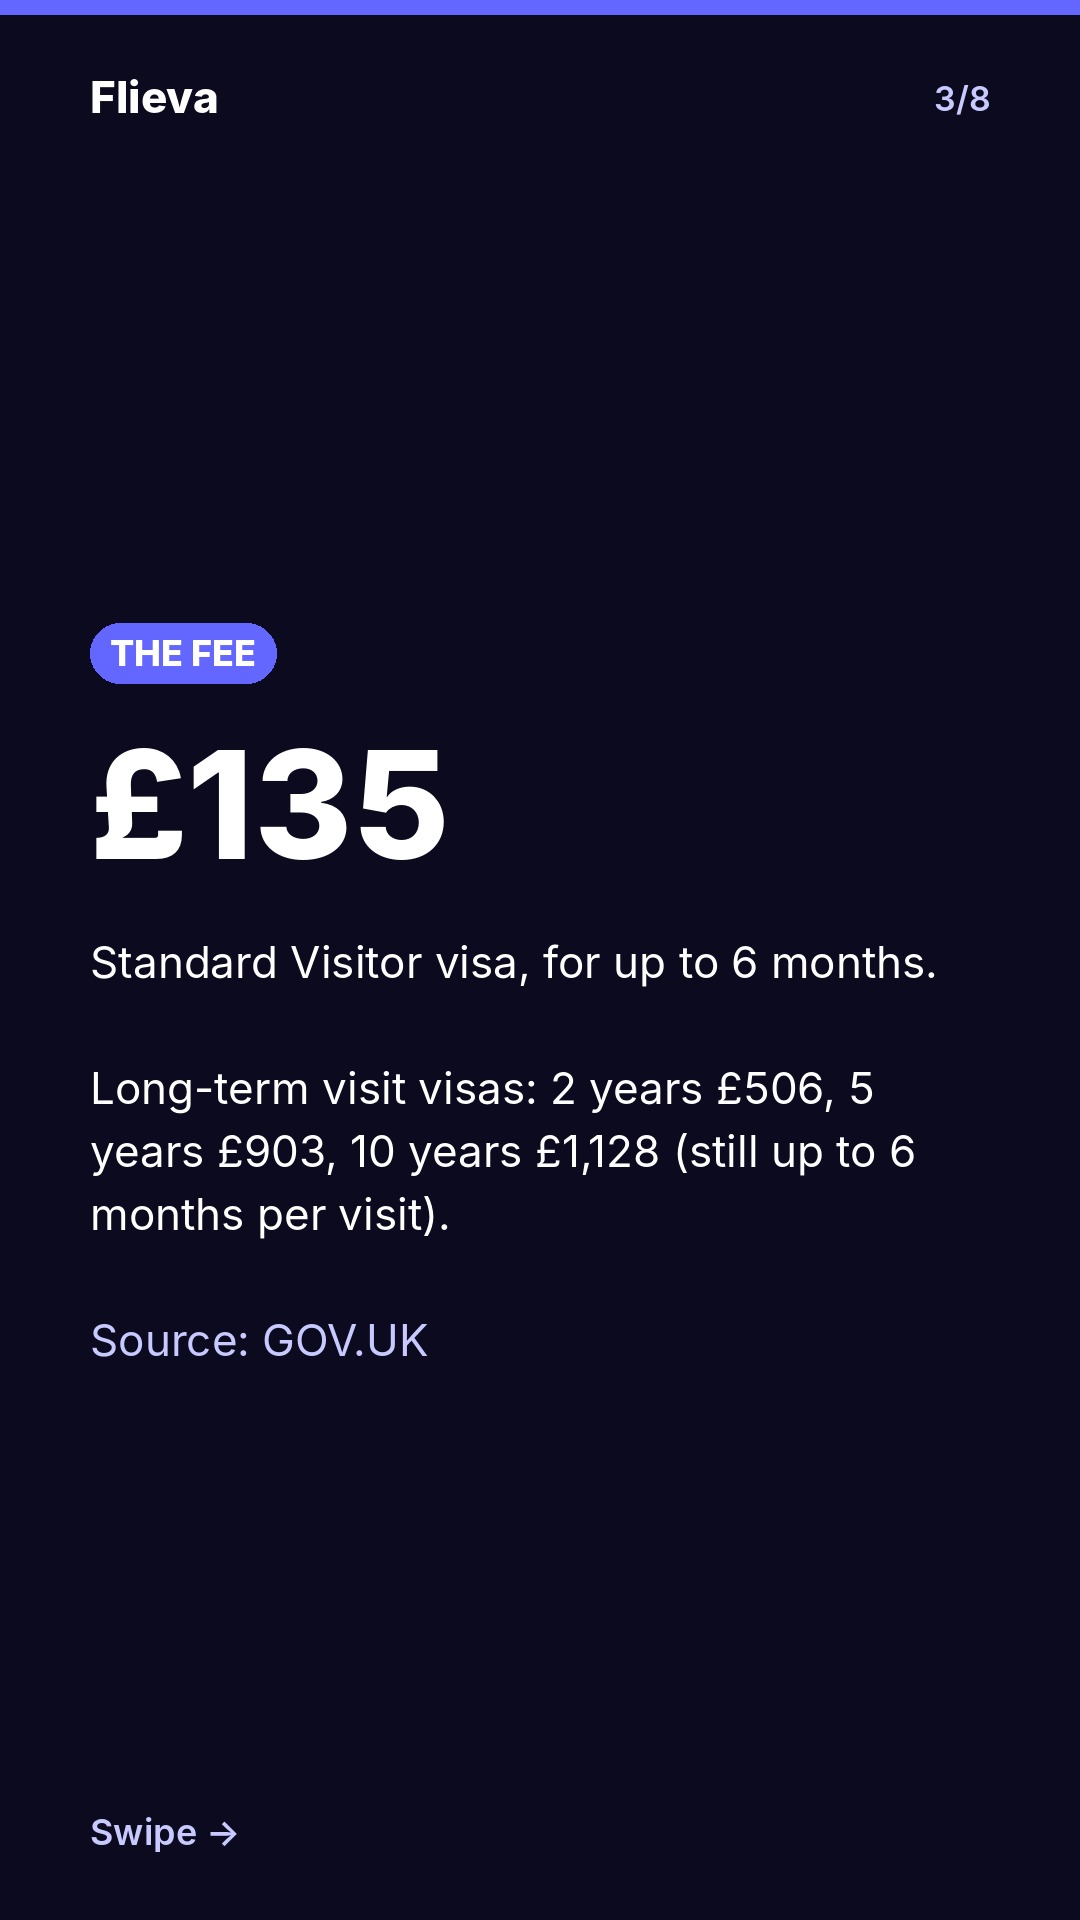 Flieva
3/8
THE FEE
£135
Standard Visitor visa, for up to 6 months.
Long-term visit visas: 2 years £506, 5
years £903, 10 years £1,128 (still up to 6
months per visit).
Source: GOV.UK
Swipe →